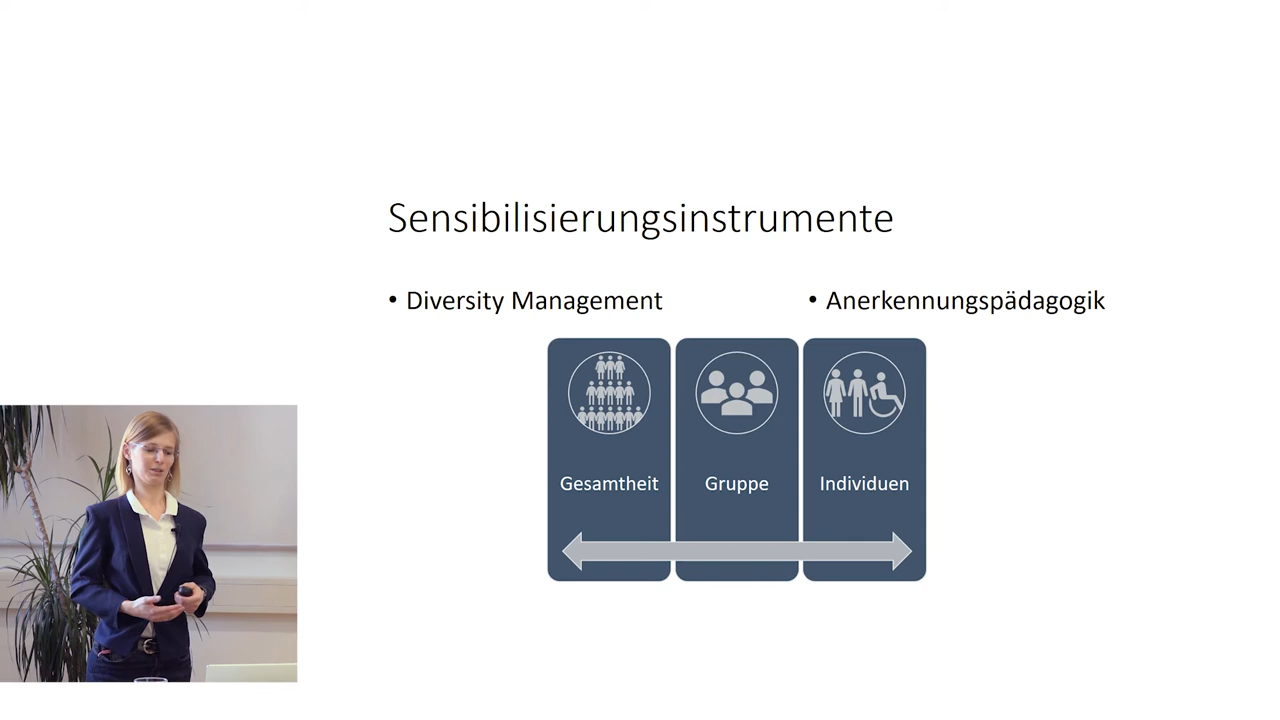 Sensibilisierungsinstrumente
• Diversity Management
• Anerkennungspädagogik
Gesamtheit
Gruppe
Individuen